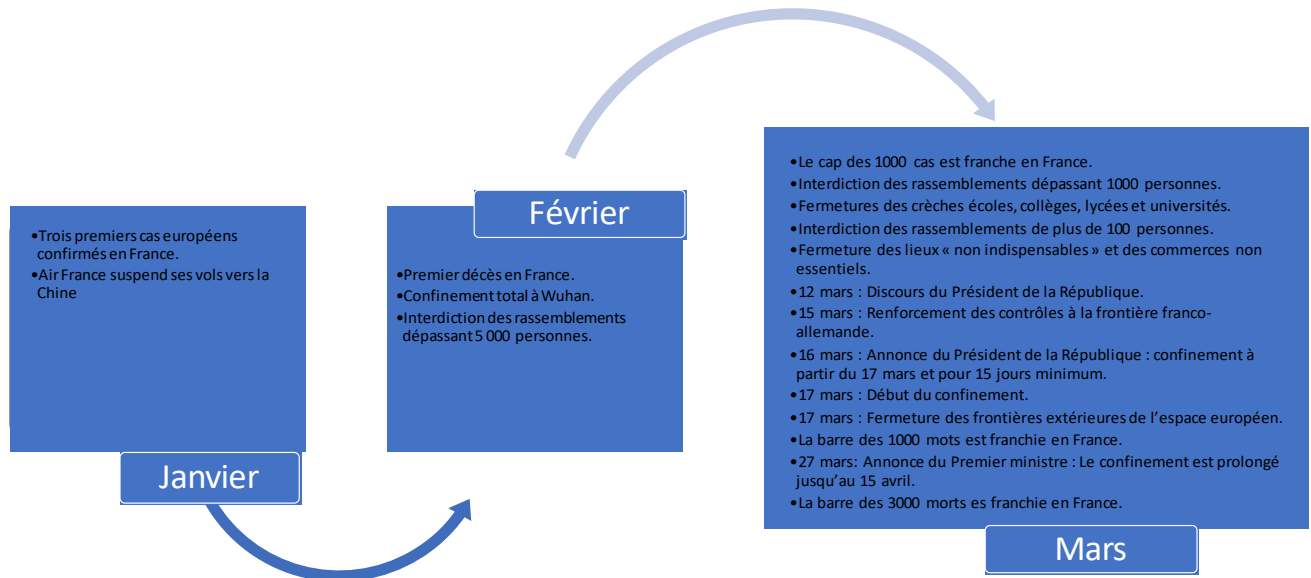 •Trois premiers cas européens
confirmés en France.
•Air France suspend ses vols vers la
Chine
Janvier
Février
•Premier décès en France.
•Confinement total à Wuhan.
•Interdiction des rassemblements
dépassant 5 000 personnes.
•Le cap des 1000 cas est franche en France.
•Interdiction des rassemblements dépassant 1000 personnes.
•Fermetures des crèches écoles, collèges, lycées et universités.
•Interdiction des rassemblements de plus de 100 personnes.
•Fermeture des lieux « non indispensables » et des commerces non
essentiels.
•12 mars : Discours du Président de la République.
•15 mars : Renforcement des contrôles à la frontière franco-
allemande.
•16 mars : Annonce du Président de la République : confinement à
partir du 17 mars et pour 15 jours minimum.
•17 mars : Début du confinement.
•17 mars : Fermeture des frontières extérieures de l’espace européen.
•La barre des 1000 mots est franchie en France.
•27 mars: Annonce du Premier ministre : Le confinement est prolongé
jusqu’au 15 avril.
•La barre des 3000 morts es franchie en France.
Mars